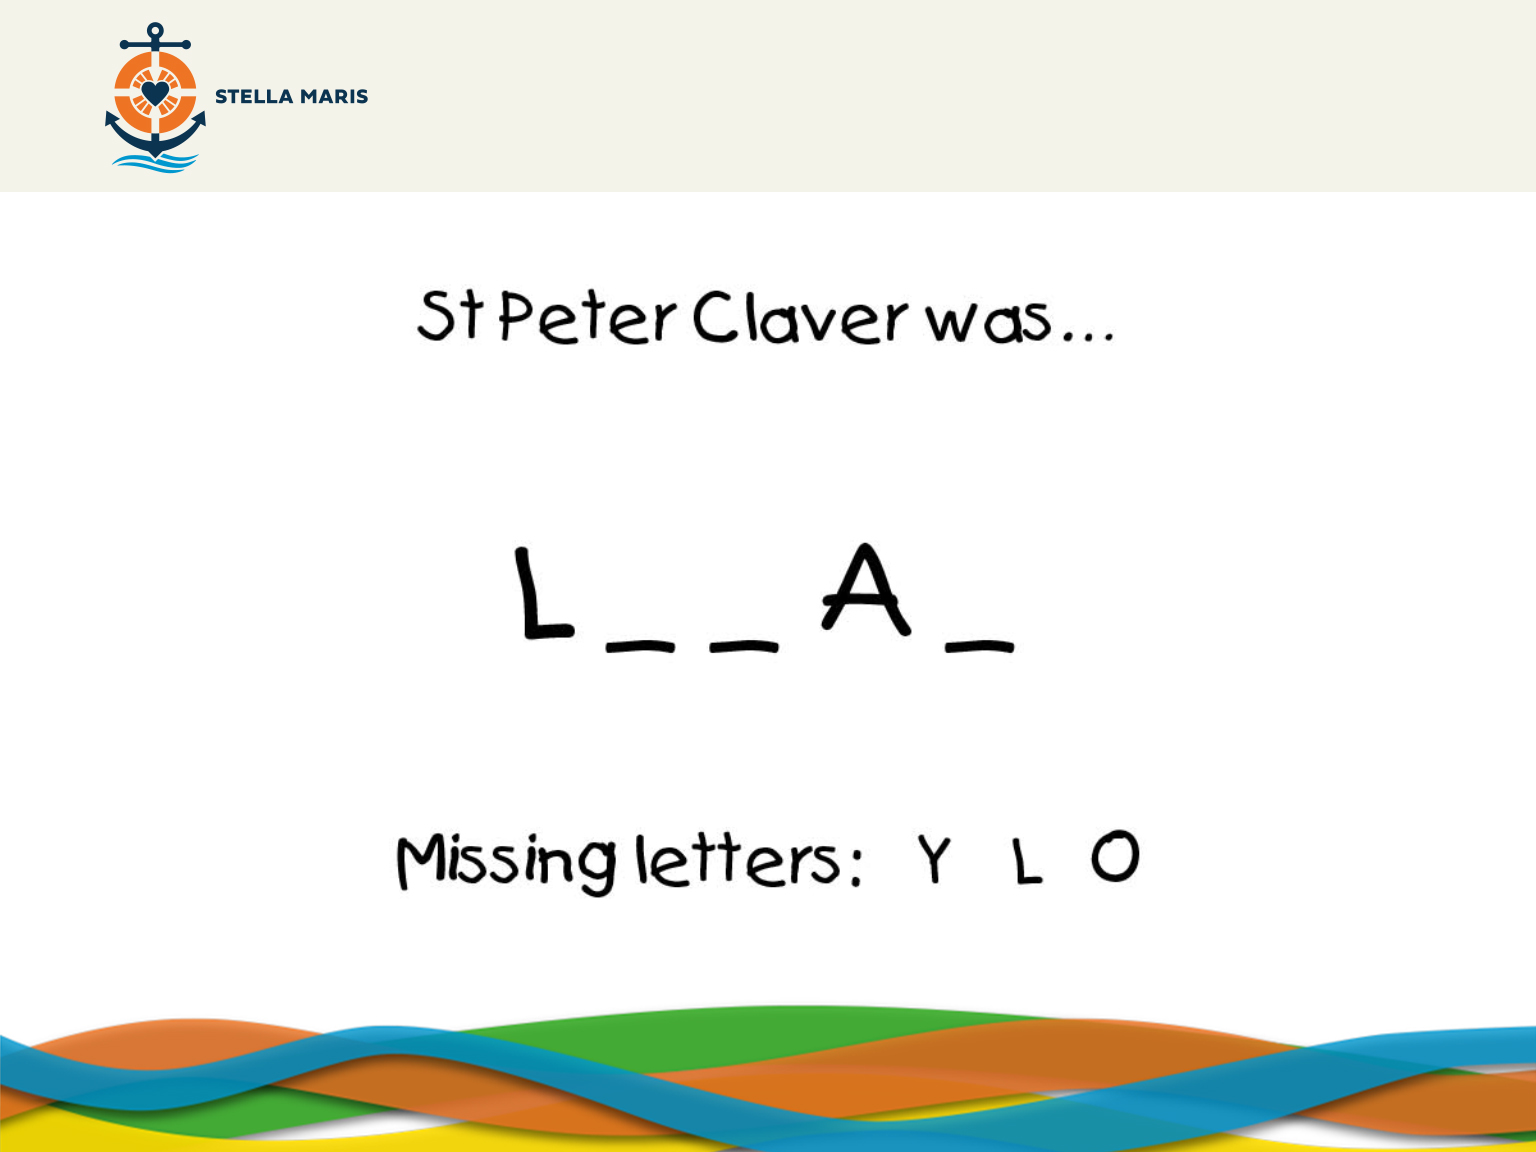 STELLA MARIS
St Peter Claver was...
L _ _ A _
Missing letters: Y L O